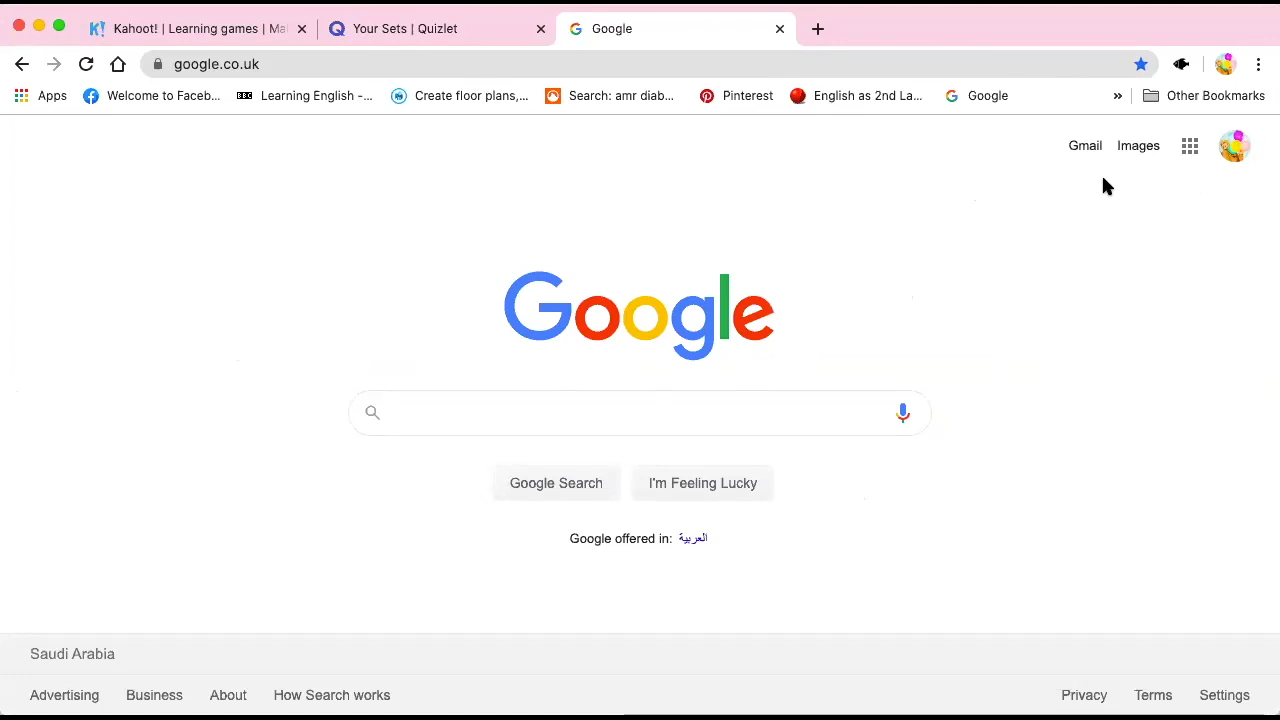 Kahoot! | Learning games | Ma
Your Sets | Quizlet
Google
google.co.uk
Apps
Welcome to Faceb...
BBC
Learning English -...
Create floor plans,...
Search: amr diab...
Pinterest
English as 2nd La...
Google
»
Other Bookmarks
Gmail
Images
Google
Google Search
I'm Feeling Lucky
Google offered in: العربية
Saudi Arabia
Advertising
Business
About
How Search works
Privacy
Terms
Settings